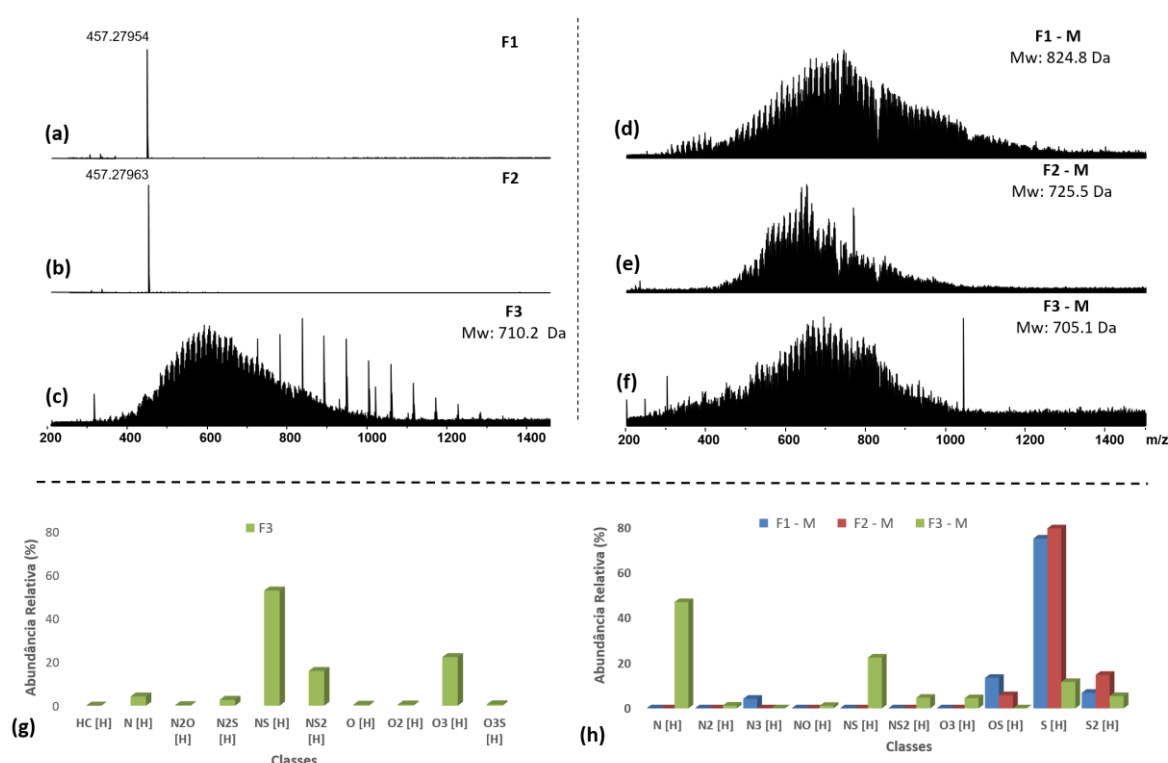 457.27954
F1
(a)
457.27963
F2
(b)
F3
Mw: 710.2 Da
(c)
200 400 600 800 1000 1200 1400
F1 - M
Mw: 824.8 Da
(d)
F2 - M
Mw: 725.5 Da
(e)
F3 - M
Mw: 705.1 Da
(f)
200 400 600 800 1000 1200 1400 m/z
F3
Abundância Relativa (%)
80
60
40
20
0
HC [H] N [H] N2O N2S NS [H] NS2 O [H] O2 [H] O3 [H] O3S
[H] [H] [H] [H]
Classes
(g)
F1 - M F2 - M F3 - M
Abundância Relativa (%)
80
60
40
20
0
N [H] N2 [H] N3 [H] NO [H] NS [H] NS2 [H] O3 [H] OS [H] S [H] S2 [H]
Classes
(h)